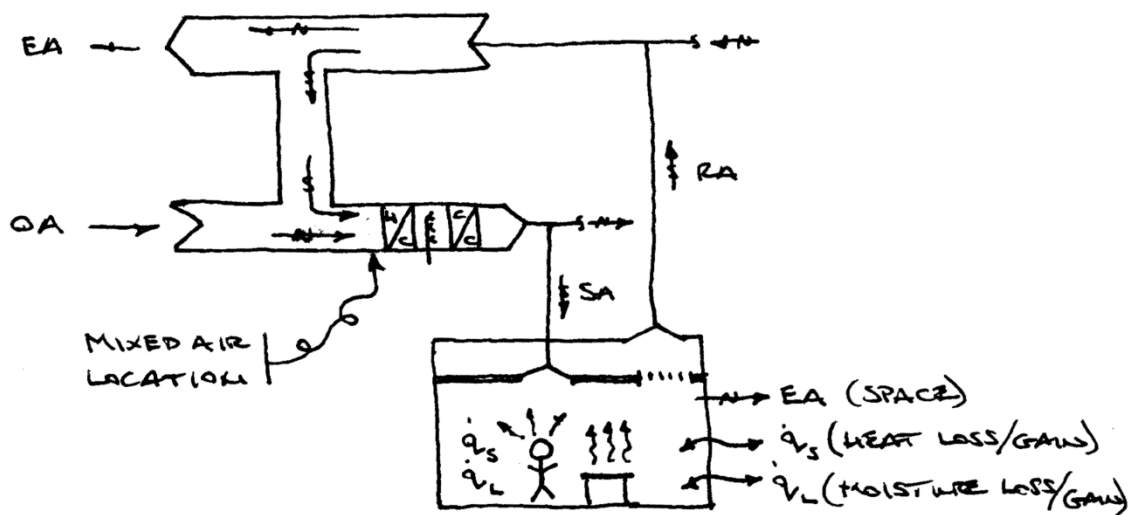 EA
RA
OA
H
C
C
C
SA
MIXED AIR
LOCATION
EA (SPACE)
q̇s
q̇s (HEAT LOSS/GAIN)
q̇L
q̇L (MOISTURE LOSS/GAIN)